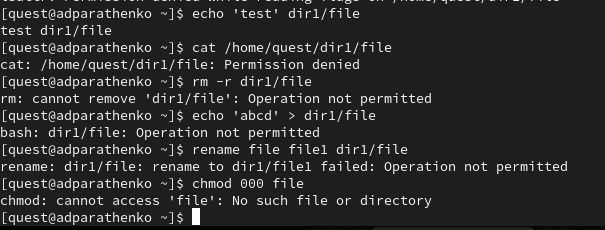 [quest@adparathenko ~]$ echo 'test' dir1/file
test dir1/file
[quest@adparathenko ~]$ cat /home/quest/dir1/file
cat: /home/quest/dir1/file: Permission denied
[quest@adparathenko ~]$ rm -r dir1/file
rm: cannot remove 'dir1/file': Operation not permitted
[quest@adparathenko ~]$ echo 'abcd' > dir1/file
bash: dir1/file: Operation not permitted
[quest@adparathenko ~]$ rename file file1 dir1/file
rename: dir1/file: rename to dir1/file1 failed: Operation not permitted
[quest@adparathenko ~]$ chmod 000 file
chmod: cannot access 'file': No such file or directory
[quest@adparathenko ~]$